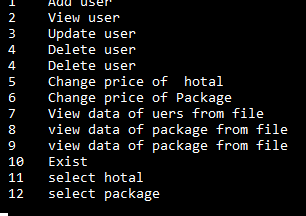 1 Add user
2 View user
3 Update user
4 Delete user
4 Delete user
5 Change price of hotal
6 Change price of Package
7 View data of uers from file
8 view data of package from file
9 view data of package from file
10 Exist
11 select hotal
12 select package